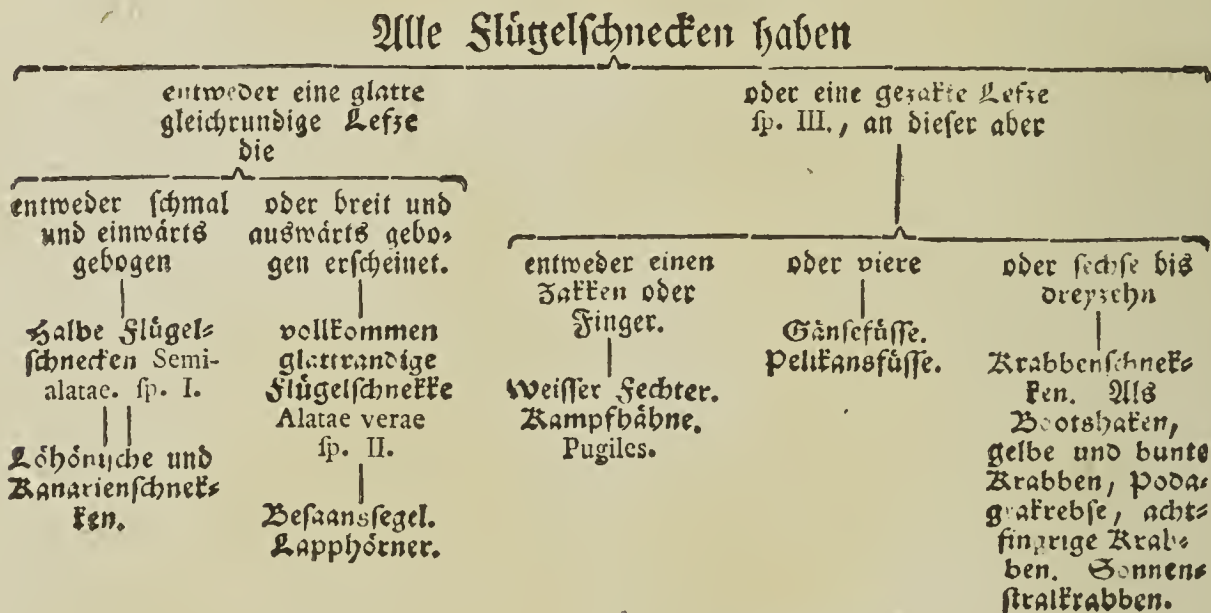 Alle Flügelſchnecken haben
entweder eine glatte
gleichrundige Lefze
die
oder eine gezakte Lefze
ſp. III., an dieſer aber
entweder ſchmal
und einwärts
gebogen
Halbe Flügel⸗
ſchnecken Semi-
alatae. ſp. I.
Löhöniſche und
Kanarienſchnek⸗
ken.
oder breit und
auswärts gebo⸗
gen erſcheinet.
vollkommen
glattrandige
Flügelſchnekke
Alatae verae
ſp. II.
Beſaansſegel.
Lapphörner.
entweder einen
Zakken oder
Finger.
Weiſſer Fechter.
Kampfhähne.
Pugiles.
oder viere
Gänſefüſſe.
Pelikansfüſſe.
oder ſechſe bis
dreyzehn
Krabbenſchnek⸗
ken. Als
Bootshaken,
gelbe und bunte
Krabben, Poda⸗
grakrebſe, acht⸗
fingrige Krab⸗
ben. Sonnen⸗
ſtralkrabben.